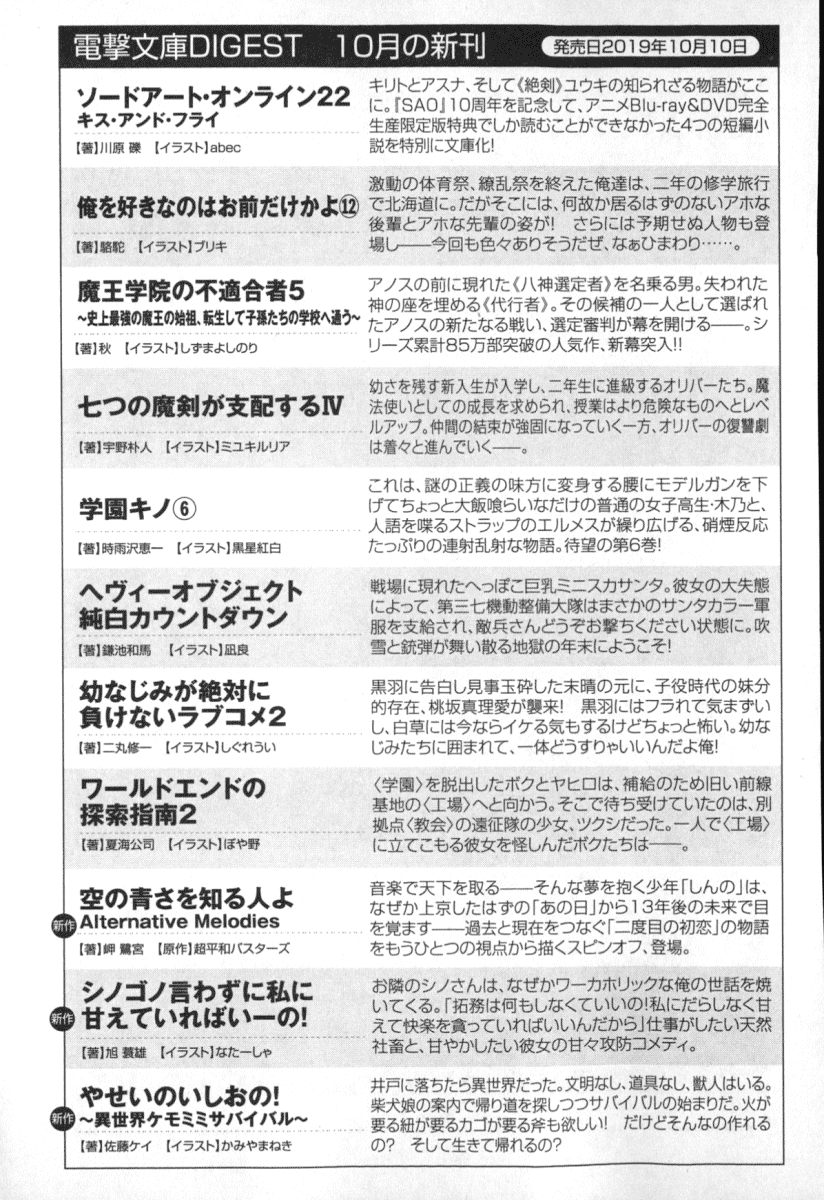 電撃文庫DIGEST　10月の新刊
発売日2019年10月10日
ソードアート・オンライン22
キス・アンド・フライ
【著】川原 礫　【イラスト】abec
キリトとアスナ、そして《絶剣》ユウキの知られざる物語がここ
に。『SAO』10周年を記念して、アニメBlu-ray&DVD完全
生産限定版特典でしか読むことができなかった4つの短編小
説を特別に文庫化!
俺を好きなのはお前だけかよ⑫
【著】駱駝　【イラスト】ブリキ
激動の体育祭、繚乱祭を終えた俺達は、二年の修学旅行
で北海道に。だがそこには、何故か居るはずのないアホな
後輩とアホな先輩の姿が!　さらには予期せぬ人物も登
場し――今回も色々ありそうだぜ、なぁひまわり……。
魔王学院の不適合者5
〜史上最強の魔王の始祖、転生して子孫たちの学校へ通う〜
【著】秋　【イラスト】しずまよしのり
アノスの前に現れた《八神選定者》を名乗る男。失われた
神の座を埋める《代行者》。その候補の一人として選ばれ
たアノスの新たなる戦い、選定審判が幕を開ける――。シ
リーズ累計85万部突破の人気作、新幕突入!!
七つの魔剣が支配するⅣ
【著】宇野朴人　【イラスト】ミユキルリア
幼さを残す新入生が入学し、二年生に進級するオリバーたち。魔
法使いとしての成長を求められ、授業はより危険なものへとレベ
ルアップ。仲間の結束が強固になっていく一方、オリバーの復讐劇
は着々と進んでいく――。
学園キノ⑥
【著】時雨沢恵一　【イラスト】黒星紅白
これは、謎の正義の味方に変身する腰にモデルガンを下
げてちょっと大飯喰らいなだけの普通の女子高生・木乃と、
人語を喋るストラップのエルメスが繰り広げる、硝煙反応
たっぷりの連射乱射な物語。待望の第6巻!
ヘヴィーオブジェクト
純白カウントダウン
【著】鎌池和馬　【イラスト】凪良
戦場に現れたへっぽこ巨乳ミニスカサンタ。彼女の大失態
によって、第三七機動整備大隊はまさかのサンタカラー軍
服を支給され、敵兵さんどうぞお撃ちください状態に。吹
雪と銃弾が舞い散る地獄の年末にようこそ!
幼なじみが絶対に
負けないラブコメ2
【著】二丸修一　【イラスト】しぐれうい
黒羽に告白し見事玉砕した末晴の元に、子役時代の妹分
的存在、桃坂真理愛が襲来!　黒羽にはフラれて気まずい
し、白草には今ならイケる気もするけどちょっと怖い。幼な
じみたちに囲まれて、一体どうすりゃいいんだよ俺!
ワールドエンドの
探索指南2
【著】夏海公司　【イラスト】ぼや野
〈学園〉を脱出したボクとヤヒロは、補給のため旧い前線
基地の〈工場〉へと向かう。そこで待ち受けていたのは、別
拠点〈教会〉の遠征隊の少女、ツクシだった。一人で〈工場〉
に立てこもる彼女を怪しんだボクたちは――。
新作
空の青さを知る人よ
Alternative Melodies
【著】岬 鷺宮　【原作】超平和バスターズ
音楽で天下を取る――そんな夢を抱く少年「しんの」は、
なぜか上京したはずの「あの日」から13年後の未来で目
を覚ます――過去と現在をつなぐ「二度目の初恋」の物語
をもうひとつの視点から描くスピンオフ、登場。
新作
シノゴノ言わずに私に
甘えていればいーの!
【著】旭 蓑雄　【イラスト】なたーしゃ
お隣のシノさんは、なぜかワーカホリックな俺の世話を焼
いてくる。「拓務は何もしなくていいの!私にだらしなく甘
えて快楽を貪っていればいいんだから」仕事がしたい天然
社畜と、甘やかしたい彼女の甘々攻防コメディ。
新作
やせいのいしおの!
〜異世界ケモミミサバイバル〜
【著】佐藤ケイ　【イラスト】かみやまねき
井戸に落ちたら異世界だった。文明なし、道具なし、獣人はいる。
柴犬娘の案内で帰り道を探しつつサバイバルの始まりだ。火が
要る紐が要るカゴが要る斧も欲しい!　だけどそんなの作れる
の?　そして生きて帰れるの?